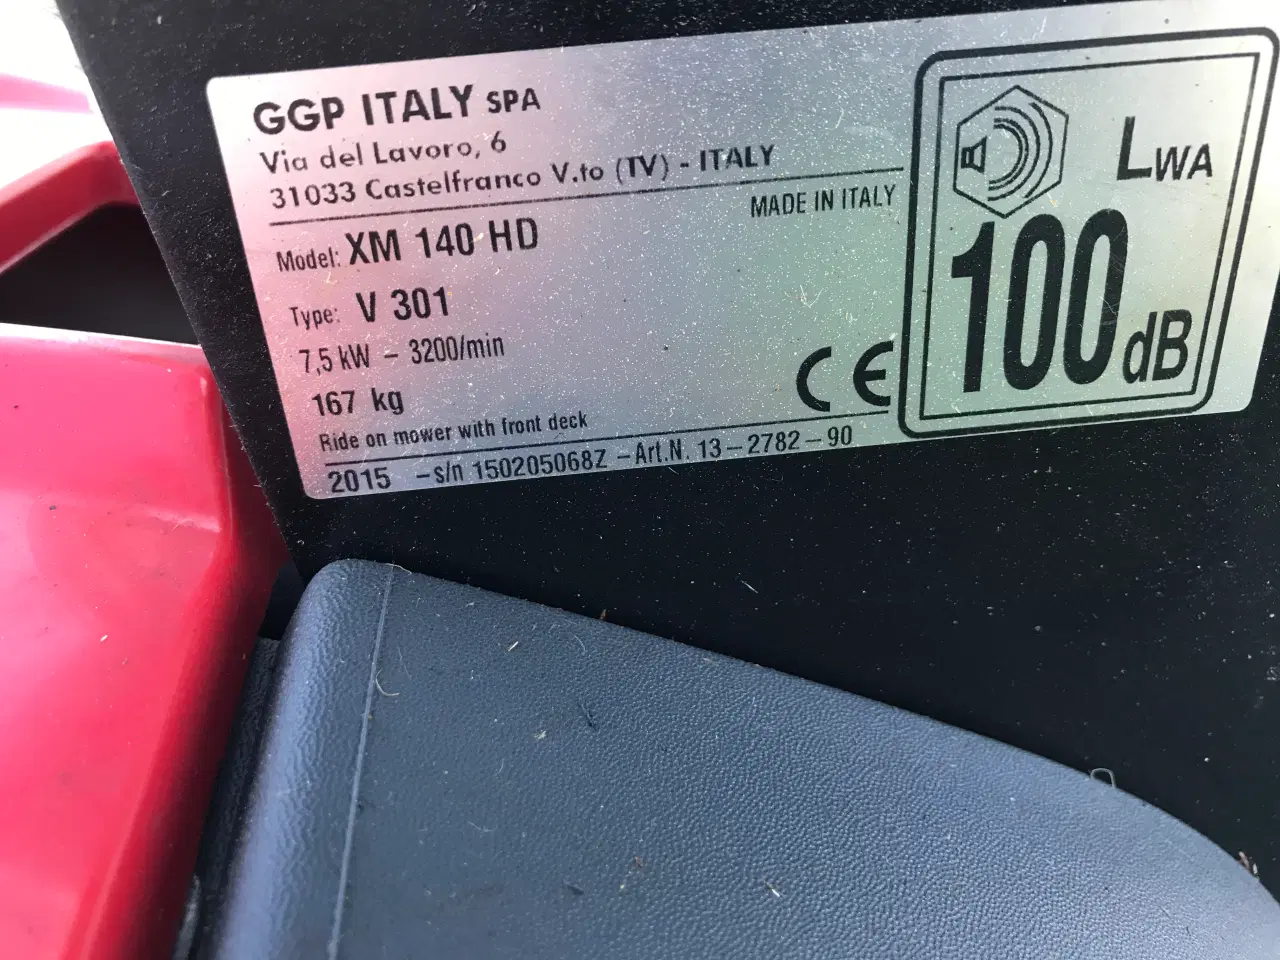 GGP ITALY SPA
Via del Lavoro, 6
31033 Castelfranco V.to (TV) - ITALY
MADE IN ITALY
Model: XM 140 HD
Type: V 301
7,5 kW - 3200/min
167 kg
CE
Ride on mower with front deck
2015 -s/n 150205068Z -Art.N. 13-2782-90
LWA
100 dB